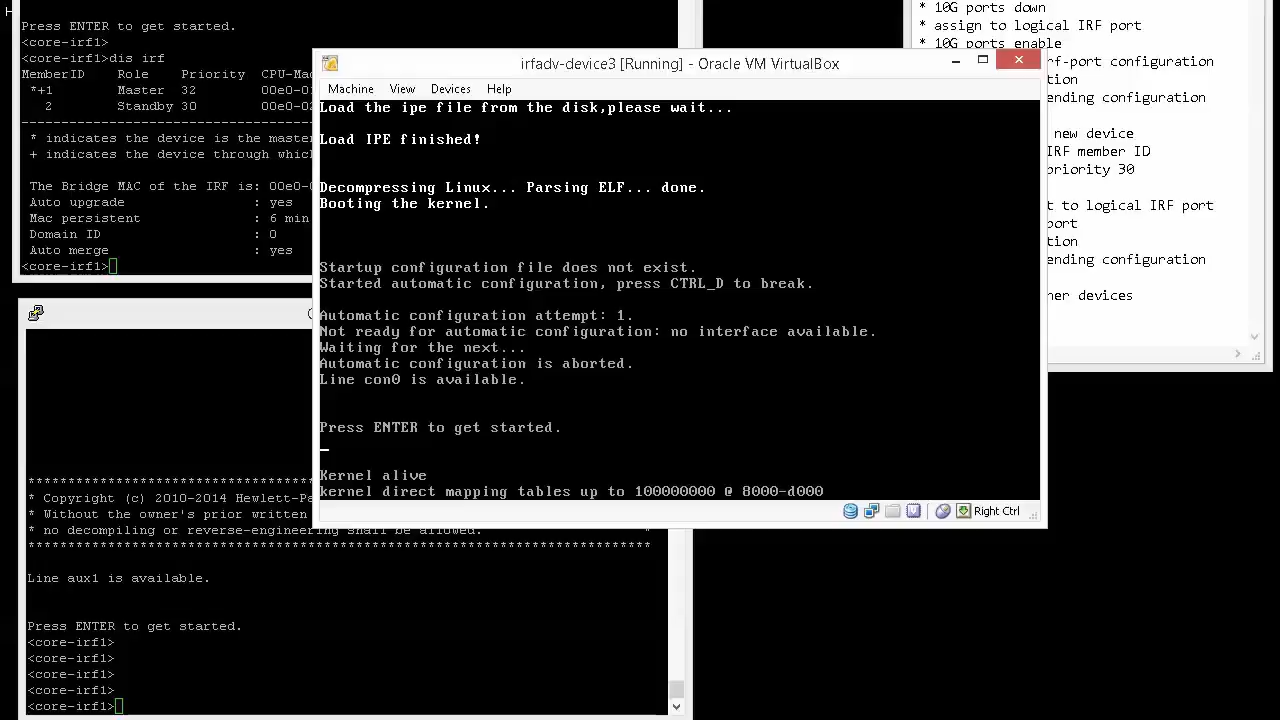 H
Press ENTER to get started.
<core-irf1>
<core-irf1>dis irf
MemberID Role Priority CPU-Mac
*+1 Master 32 00e0-0
2 Standby 30 00e0-02
* indicates the device is the maste
+ indicates the device through which
The Bridge MAC of the IRF is: 00e0-0
Auto upgrade : yes
Mac persistent : 6 min
Domain ID : 0
Auto merge : yes
<core-irf1>
* 10G ports down
* assign to logical IRF port
* 10G ports enable
rf-port configuration
tion
ending configuration
new device
IRF member ID
priority 30
t to logical IRF port
port
tion
ending configuration
her devices
irfadv-device3 [Running] - Oracle VM VirtualBox
Machine View Devices Help
Load the ipe file from the disk,please wait...
Load IPE finished!
Decompressing Linux... Parsing ELF... done.
Booting the kernel.
Startup configuration file does not exist.
Started automatic configuration, press CTRL_D to break.
Automatic configuration attempt: 1.
Not ready for automatic configuration: no interface available.
Waiting for the next...
Automatic configuration is aborted.
Line con0 is available.
Press ENTER to get started.
Kernel alive
kernel direct mapping tables up to 100000000 @ 8000-d000
Right Ctrl
***********************************************************************************
* Copyright (c) 2010-2014 Hewlett-Pa
* Without the owner's prior written
* no decompiling or reverse-engineering shall be allowed. *
***********************************************************************************
Line aux1 is available.
Press ENTER to get started.
<core-irf1>
<core-irf1>
<core-irf1>
<core-irf1>
<core-irf1>